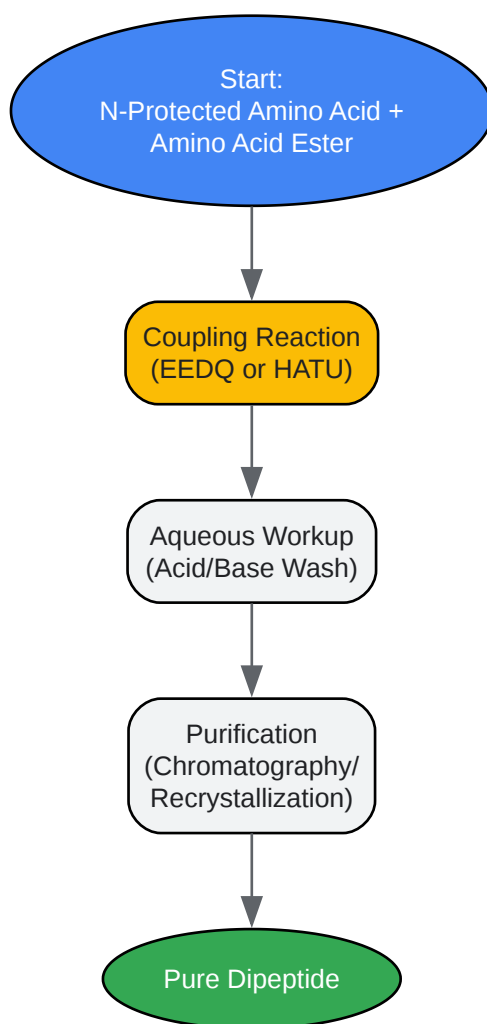 Start:
N-Protected Amino Acid +
Amino Acid Ester
Coupling Reaction
(EEDQ or HATU)
Aqueous Workup
(Acid/Base Wash)
Purification
(Chromatography/
Recrystallization)
Pure Dipeptide